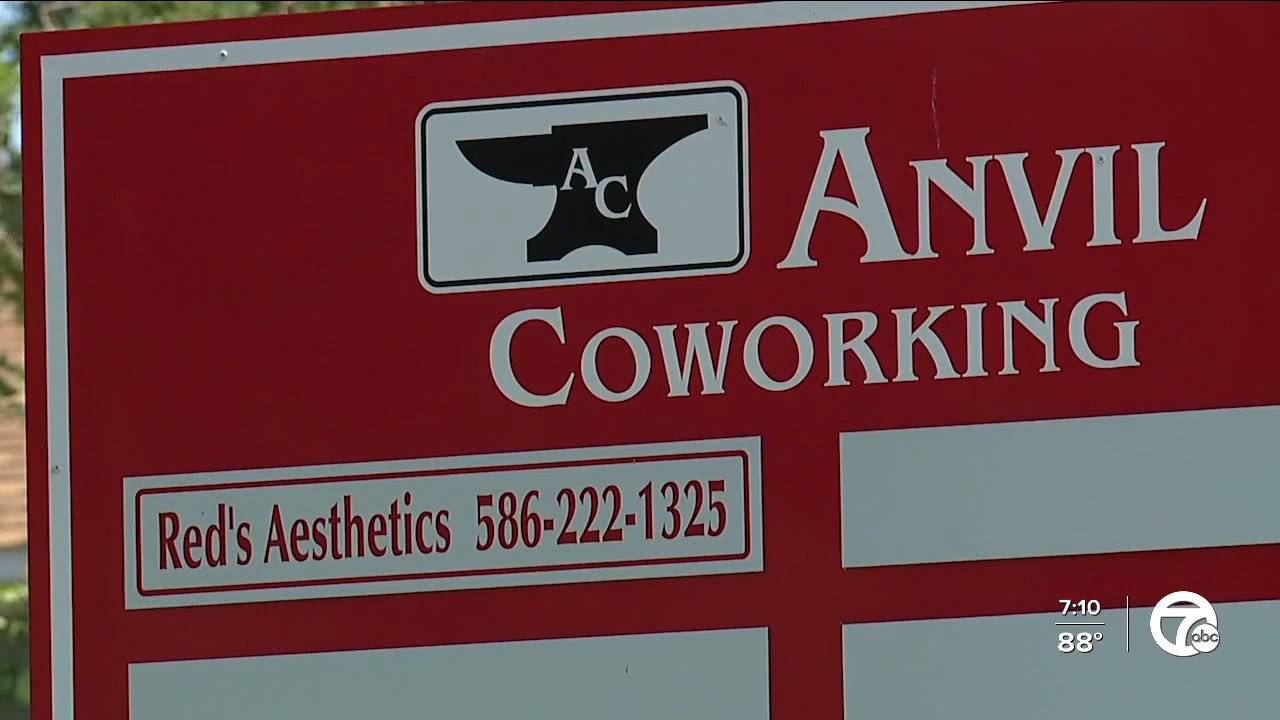 AC
ANVIL
COWORKING
Red's Aesthetics 586-222-1325
7:10
88°
7 abc